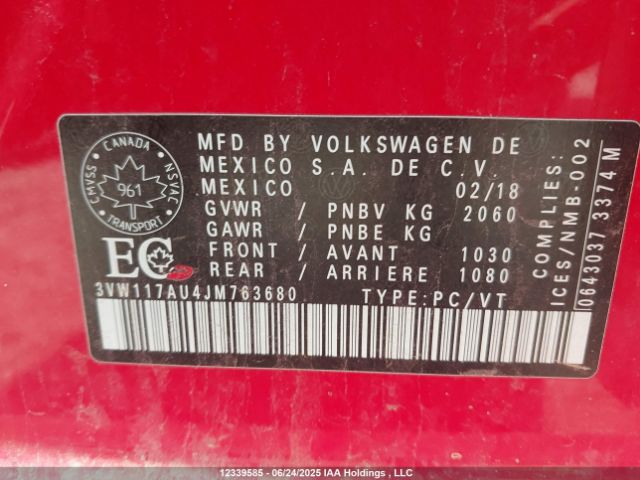 CANADA
CMVSS
961
NSVAC
TRANSPORT
EC
MFD BY VOLKSWAGEN DE
MEXICO S.A. DE C.V.
MEXICO 02/18
GVWR / PNBV KG 2060
GAWR / PNBE KG
FRONT / AVANT 1030
REAR / ARRIERE 1080
3VW117AU4JM763680 TYPE:PC/VT
COMPLIES:
ICES/NMB-002
0643037 3374 M
12339585 - 06/24/2025 IAA Holdings , LLC